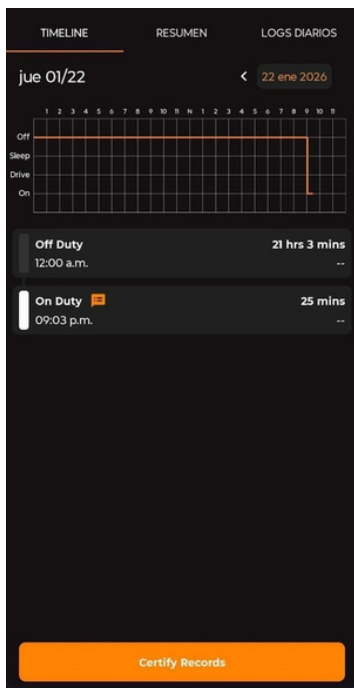 TIMELINE RESUMEN LOGS DIARIOS
jue 01/22 < 22 ene 2026
1 2 3 4 5 6 7 8 9 10 11 N 1 2 3 4 5 6 7 8 9 10 11
Off
Sleep
Drive
On
Off Duty 21 hrs 3 mins
12:00 a.m. --
On Duty 25 mins
09:03 p.m. --
Certify Records